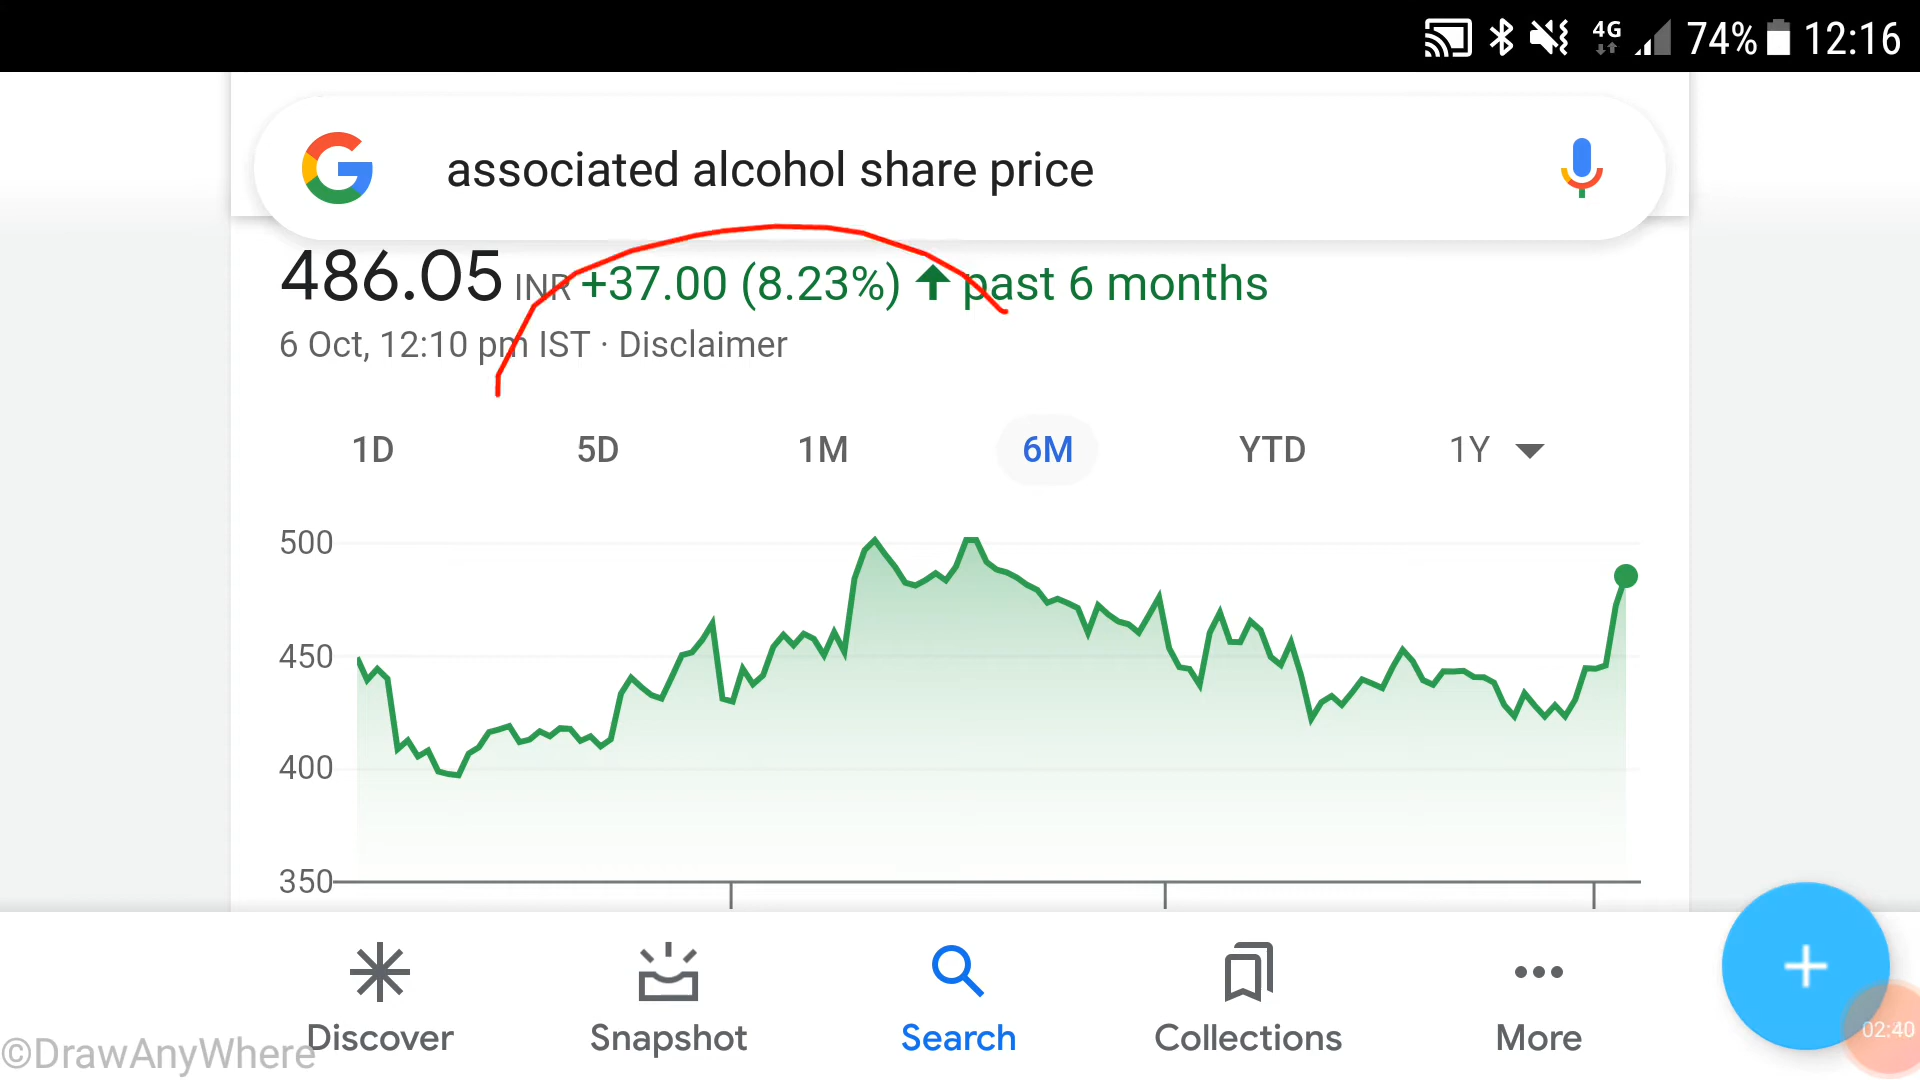 4G 74% 12:16
associated alcohol share price
486.05 INR +37.00 (8.23%) past 6 months
6 Oct, 12:10 pm IST · Disclaimer
1D 5D 1M 6M YTD 1Y
500
450
400
350
Discover Snapshot Search Collections More
02:40
©DrawAnyWhere